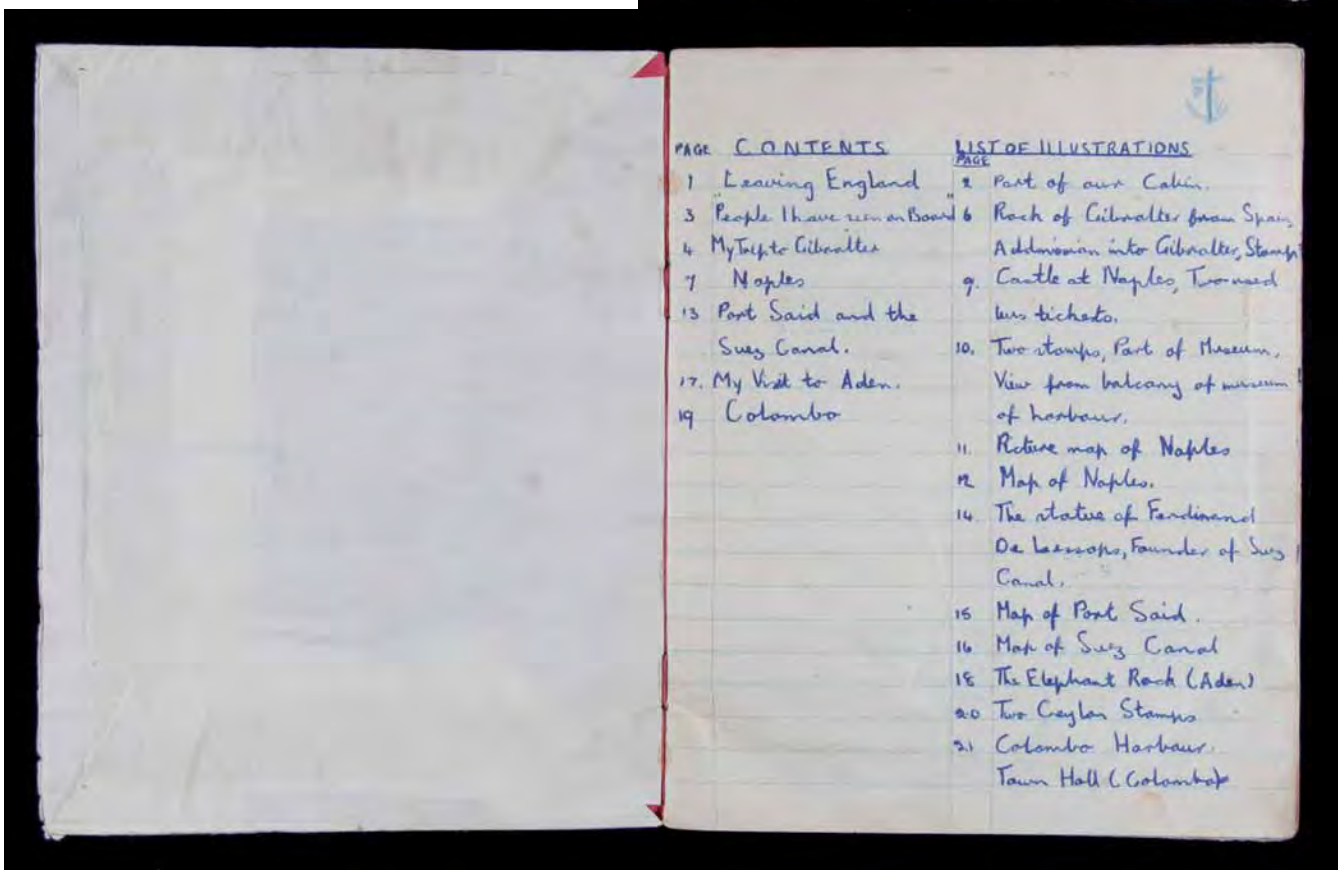 PAGE CONTENTS
1 Leaving England
3 "People I have seen on Board"
4 My Trip to Gibralter
7 Naples
13 Port Said and the
Suez Canal.
17. My Visit to Aden.
19 Colombo
LIST OF ILLUSTRATIONS
PAGE
2 Part of our Cabin.
6 Rock of Gibralter from Spain,
Addmission into Gibralter, Stamp
9. Castle at Naples, Two used
bus tickets.
10. Two stamps, Part of Museum.
View from balcany of museum
of harbour.
11. Picture map of Naples
12 Map of Naples.
14 The statue of Ferdinand
De Lessops, Founder of Suez
Canal.
15 Map of Port Said.
16 Map of Suez Canal
18 The Elephant Rock (Aden)
20 Two Ceylon Stamps
21 Colombo Harbour.
Town Hall (Colombo)